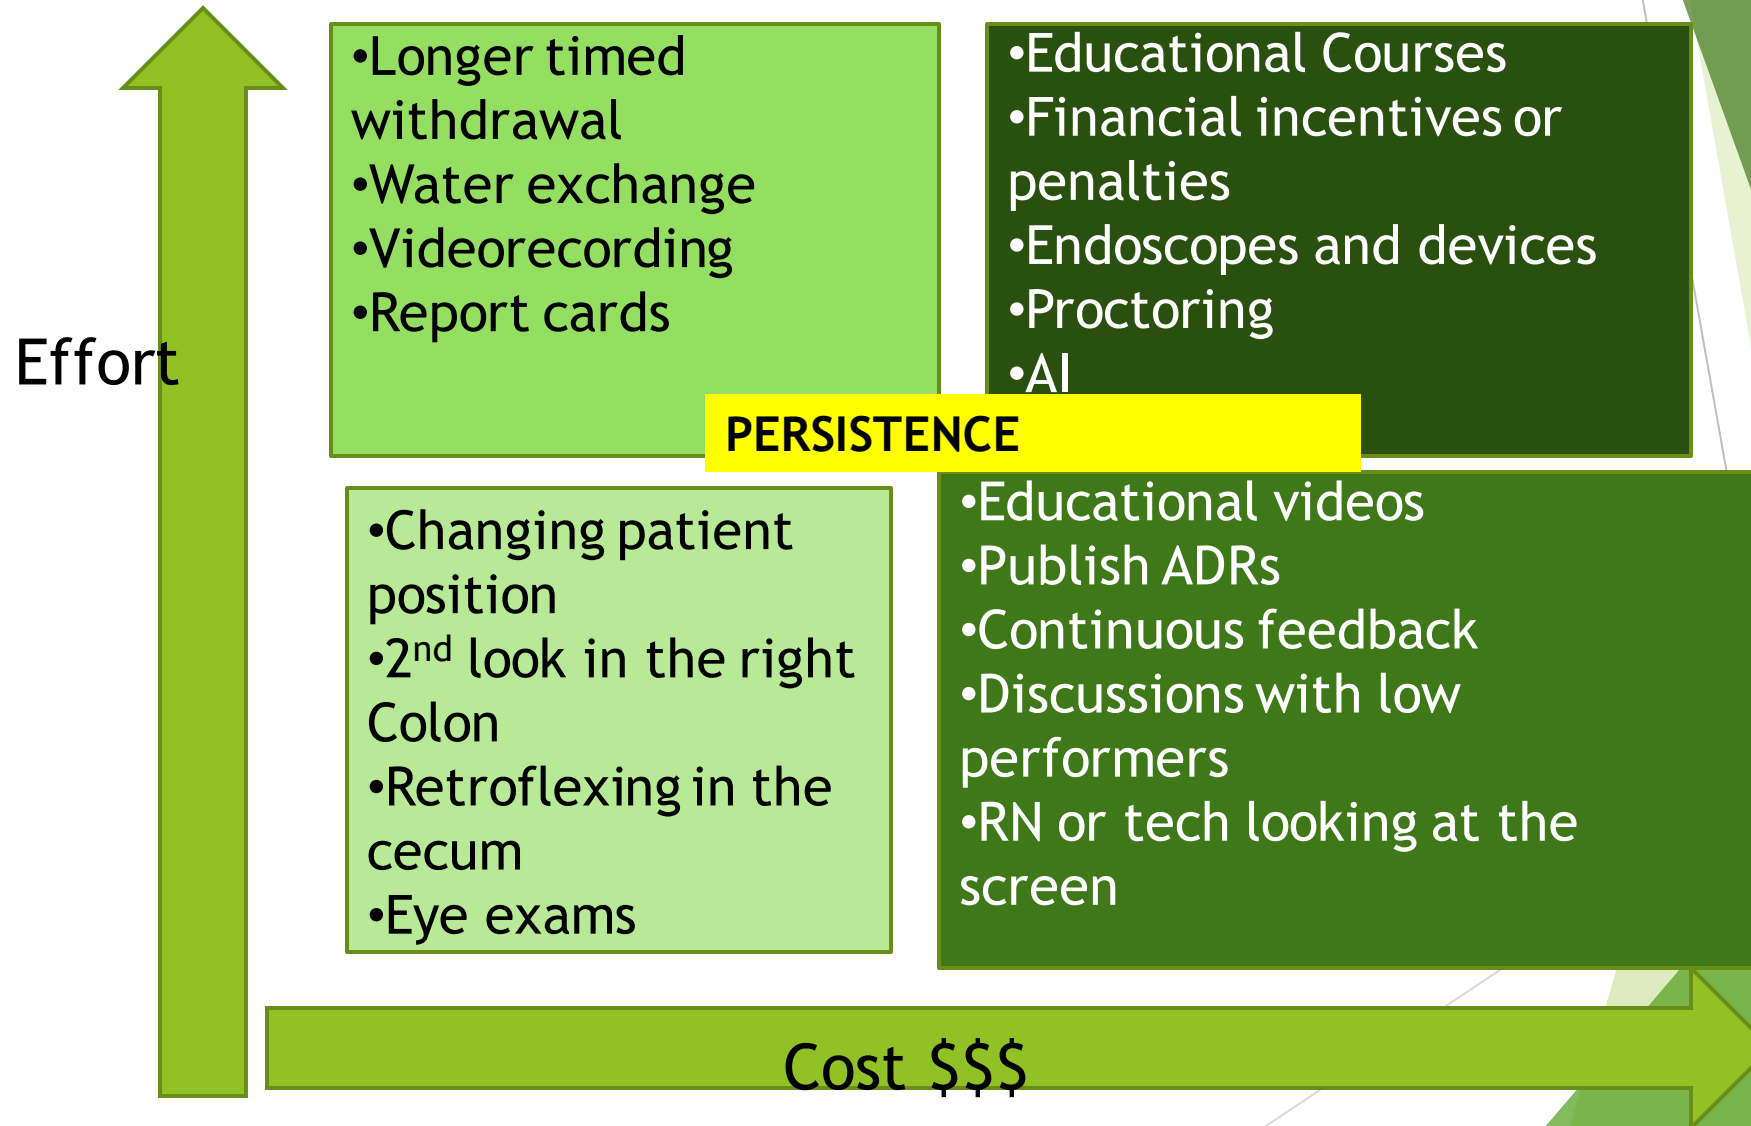 •Longer timed
withdrawal
•Water exchange
•Videorecording
•Report cards
•Educational Courses
•Financial incentives or
penalties
•Endoscopes and devices
•Proctoring
•AI
Effort
PERSISTENCE
•Changing patient
position
•2nd look in the right
Colon
•Retroflexing in the
cecum
•Eye exams
•Educational videos
•Publish ADRs
•Continuous feedback
•Discussions with low
performers
•RN or tech looking at the
screen
Cost $$$